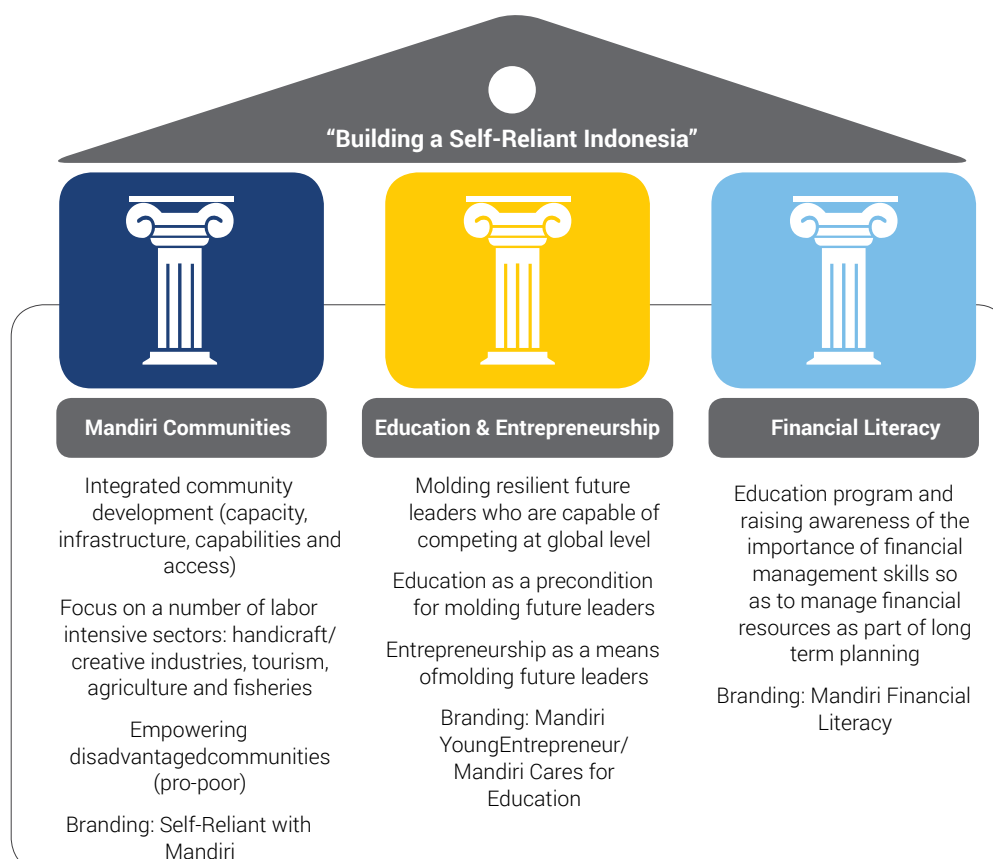 “Building a Self-Reliant Indonesia”
Mandiri Communities
Integrated community
development (capacity,
infrastructure, capabilities and
access)
Focus on a number of labor
intensive sectors: handicraft/
creative industries, tourism,
agriculture and fisheries
Empowering
disadvantagedcommunities
(pro-poor)
Branding: Self-Reliant with
Mandiri
Education & Entrepreneurship
Molding resilient future
leaders who are capable of
competing at global level
Education as a precondition
for molding future leaders
Entrepreneurship as a means
ofmolding future leaders
Branding: Mandiri
YoungEntrepreneur/
Mandiri Cares for
Education
Financial Literacy
Education program and
raising awareness of the
importance of financial
management skills so
as to manage financial
resources as part of long
term planning
Branding: Mandiri Financial
Literacy